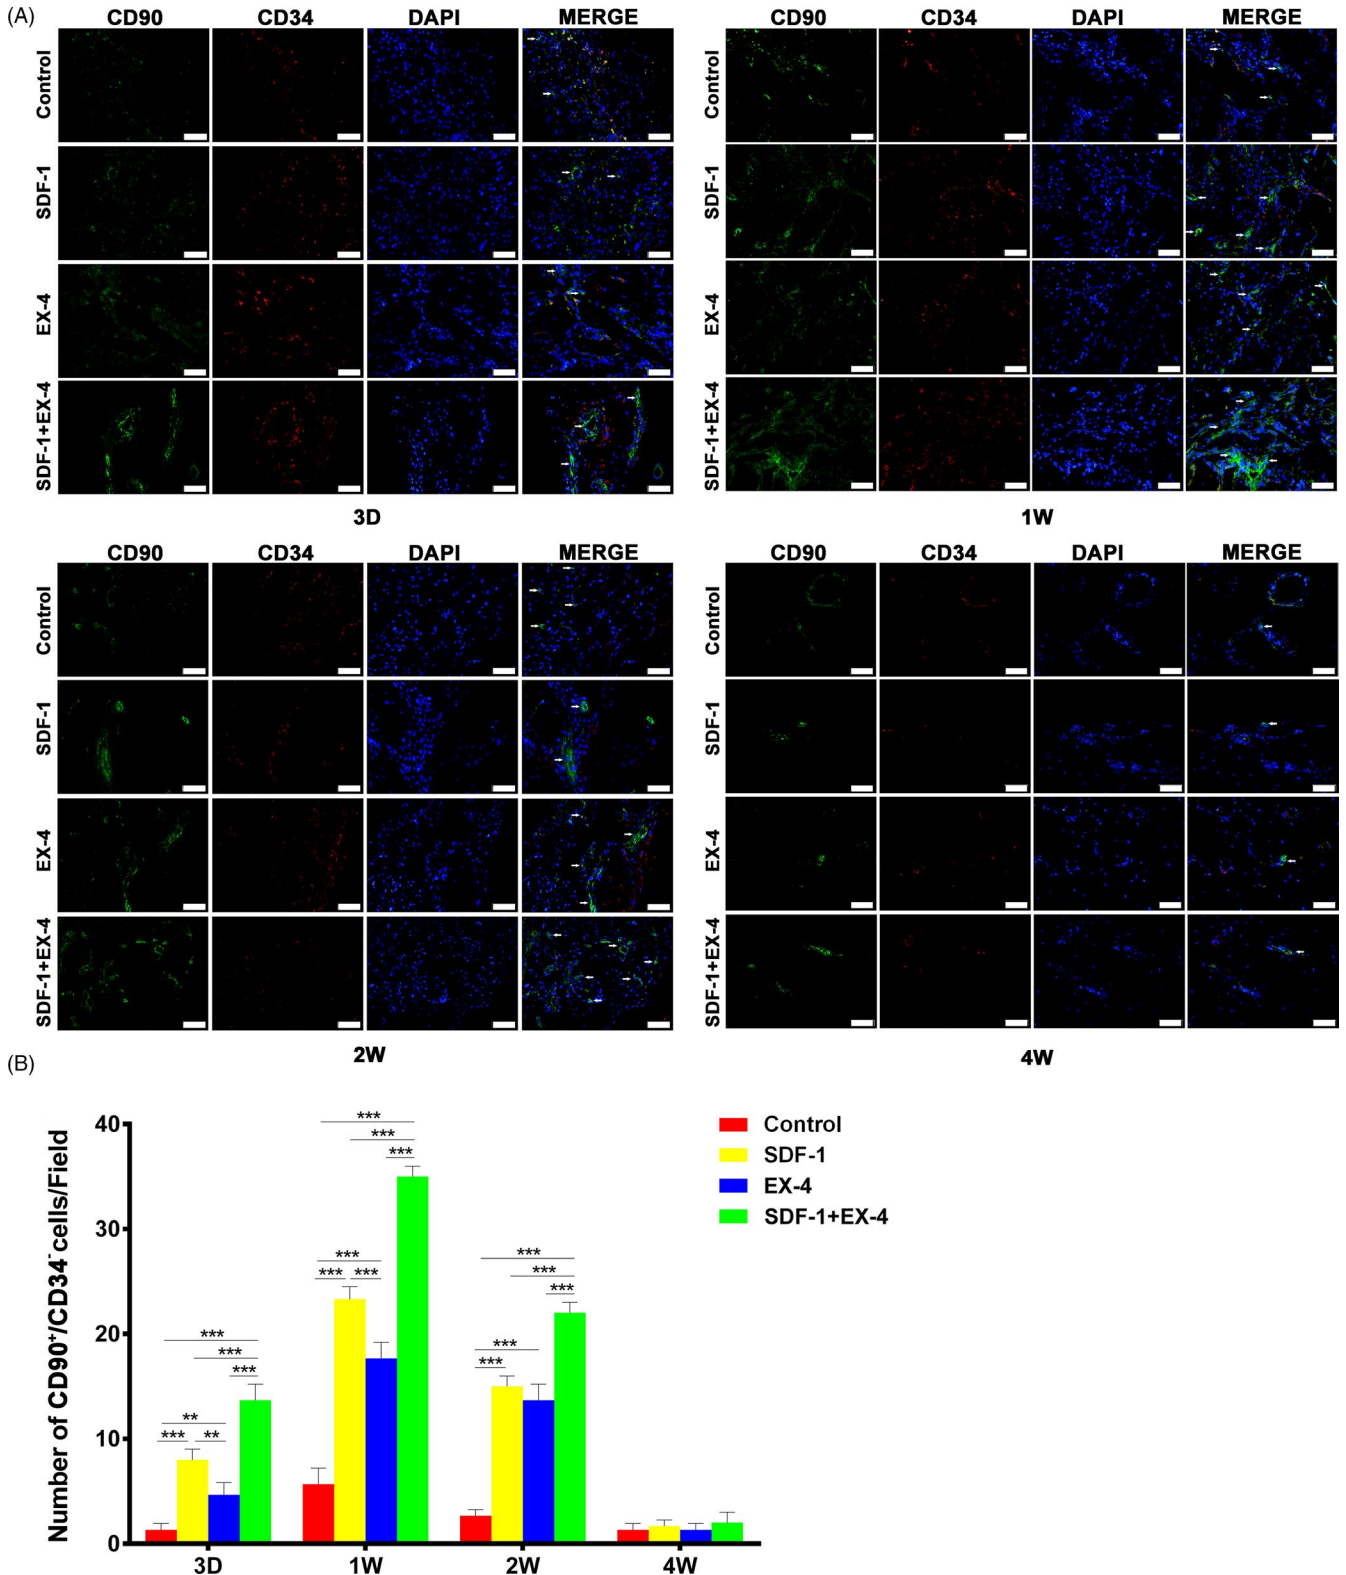 (A)
CD90 CD34 DAPI MERGE
Control
SDF-1
EX-4
SDF-1+EX-4
3D
CD90 CD34 DAPI MERGE
Control
SDF-1
EX-4
SDF-1+EX-4
1W
CD90 CD34 DAPI MERGE
Control
SDF-1
EX-4
SDF-1+EX-4
2W
CD90 CD34 DAPI MERGE
Control
SDF-1
EX-4
SDF-1+EX-4
4W
(B)
Number of CD90⁺/CD34⁻cells/Field
40
30
20
10
0
*** *** *** ** *** **
*** *** *** *** *** ***
*** *** *** *** ***
3D 1W 2W 4W
Control
SDF-1
EX-4
SDF-1+EX-4